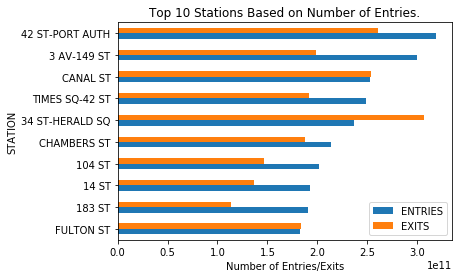 Top 10 Stations Based on Number of Entries.
42 ST-PORT AUTH
3 AV-149 ST
CANAL ST
TIMES SQ-42 ST
34 ST-HERALD SQ
CHAMBERS ST
104 ST
14 ST
183 ST
FULTON ST
STATION
ENTRIES
EXITS
0.0 0.5 1.0 1.5 2.0 2.5 3.0
1e11
Number of Entries/Exits